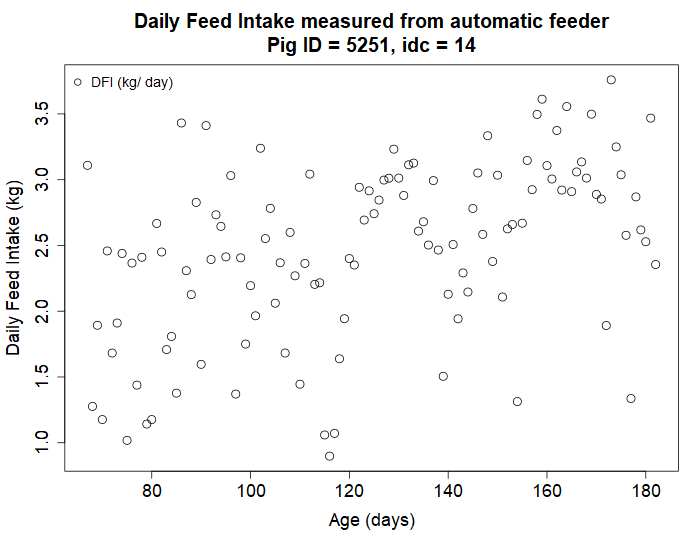 Daily Feed Intake measured from automatic feeder
Pig ID = 5251, idc = 14
DFI (kg/ day)
Daily Feed Intake (kg)
3.5
3.0
2.5
2.0
1.5
1.0
80 100 120 140 160 180
Age (days)